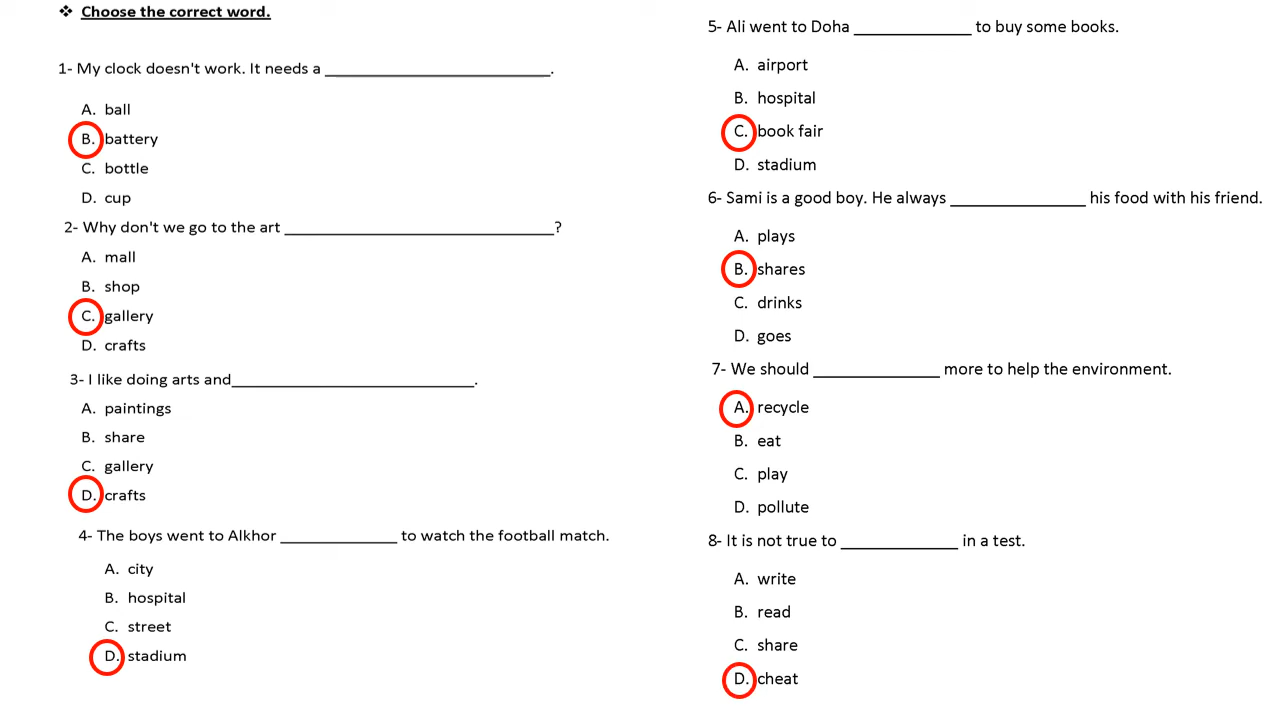 ❖ Choose the correct word.
1- My clock doesn't work. It needs a ___________________________.
A. ball
B. battery
C. bottle
D. cup
2- Why don't we go to the art ________________________________?
A. mall
B. shop
C. gallery
D. crafts
3- I like doing arts and_____________________________.
A. paintings
B. share
C. gallery
D. crafts
4- The boys went to Alkhor ______________ to watch the football match.
A. city
B. hospital
C. street
D. stadium
5- Ali went to Doha _____________ to buy some books.
A. airport
B. hospital
C. book fair
D. stadium
6- Sami is a good boy. He always _______________ his food with his friend.
A. plays
B. shares
C. drinks
D. goes
7- We should ______________ more to help the environment.
A. recycle
B. eat
C. play
D. pollute
8- It is not true to _____________ in a test.
A. write
B. read
C. share
D. cheat